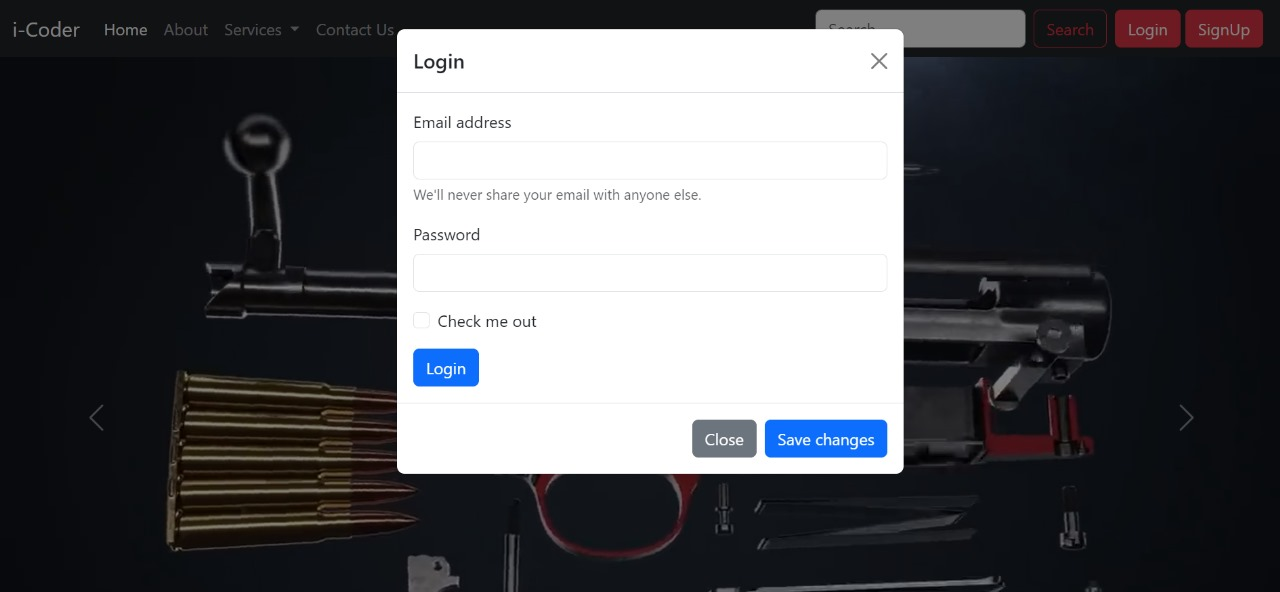 i-Coder Home About Services Contact Us Search Search Login SignUp
Login
Email address
We'll never share your email with anyone else.
Password
Check me out
Login
Close Save changes